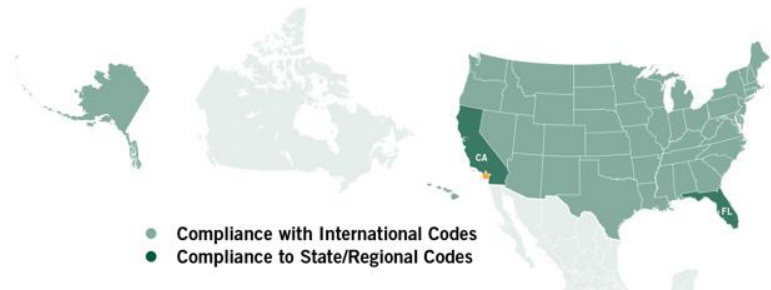 CA
FL
Compliance with International Codes
Compliance to State/Regional Codes